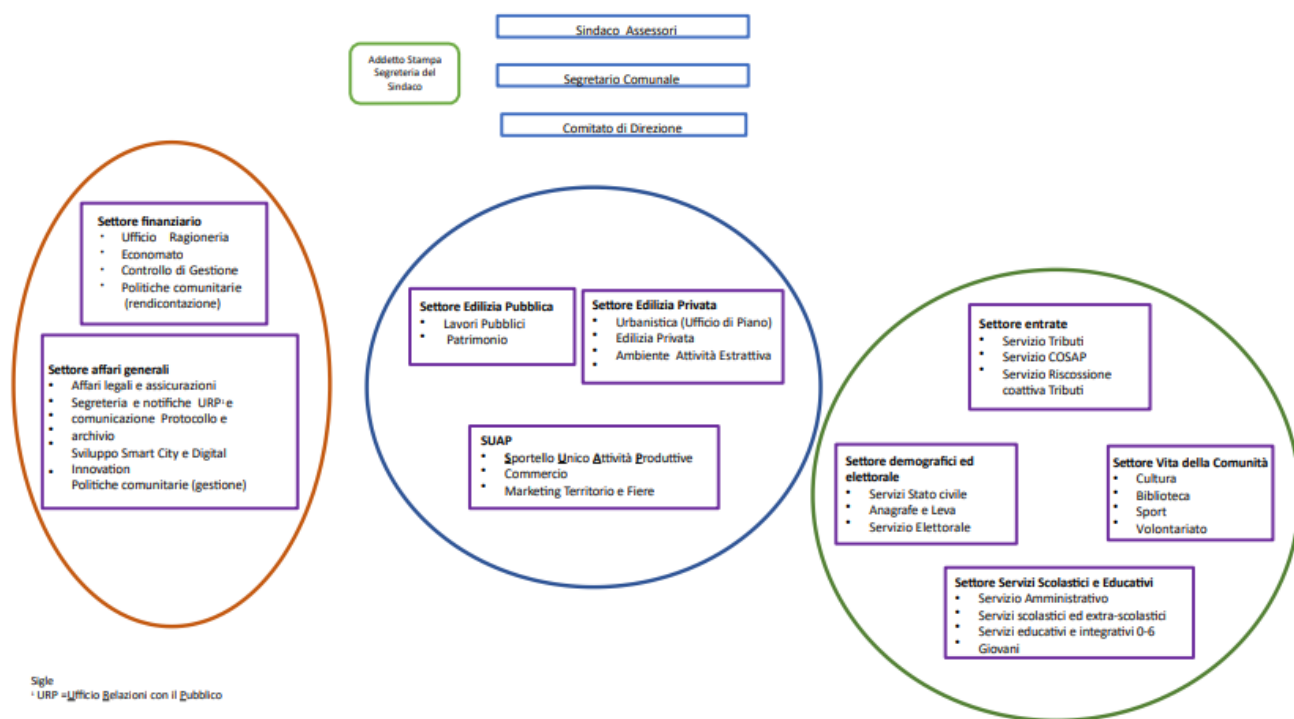 Sindaco Assessori
Addetto Stampa
Segreteria del
Sindaco
Segretario Comunale
Comitato di Direzione
Settore finanziario
• Ufficio Ragioneria
• Economato
• Controllo di Gestione
• Politiche comunitarie
(rendicontazione)
Settore affari generali
• Affari legali e assicurazioni
• Segreteria e notifiche URP¹ e
• comunicazione Protocollo e
• archivio
• Sviluppo Smart City e Digital
• Innovation
Politiche comunitarie (gestione)
Settore Edilizia Pubblica
• Lavori Pubblici
• Patrimonio
Settore Edilizia Privata
• Urbanistica (Ufficio di Piano)
• Edilizia Privata
• Ambiente Attività Estrattiva
•
SUAP
• Sportello Unico Attività Produttive
• Commercio
• Marketing Territorio e Fiere
Settore entrate
• Servizio Tributi
• Servizio COSAP
• Servizio Riscossione
coattiva Tributi
Settore demografici ed
elettorale
• Servizi Stato civile
• Anagrafe e Leva
• Servizio Elettorale
Settore Vita della Comunità
• Cultura
• Biblioteca
• Sport
• Volontariato
Settore Servizi Scolastici e Educativi
• Servizio Amministrativo
• Servizi scolastici ed extra-scolastici
• Servizi educativi e integrativi 0-6
• Giovani
Sigle
¹ URP =Ufficio Relazioni con il Pubblico